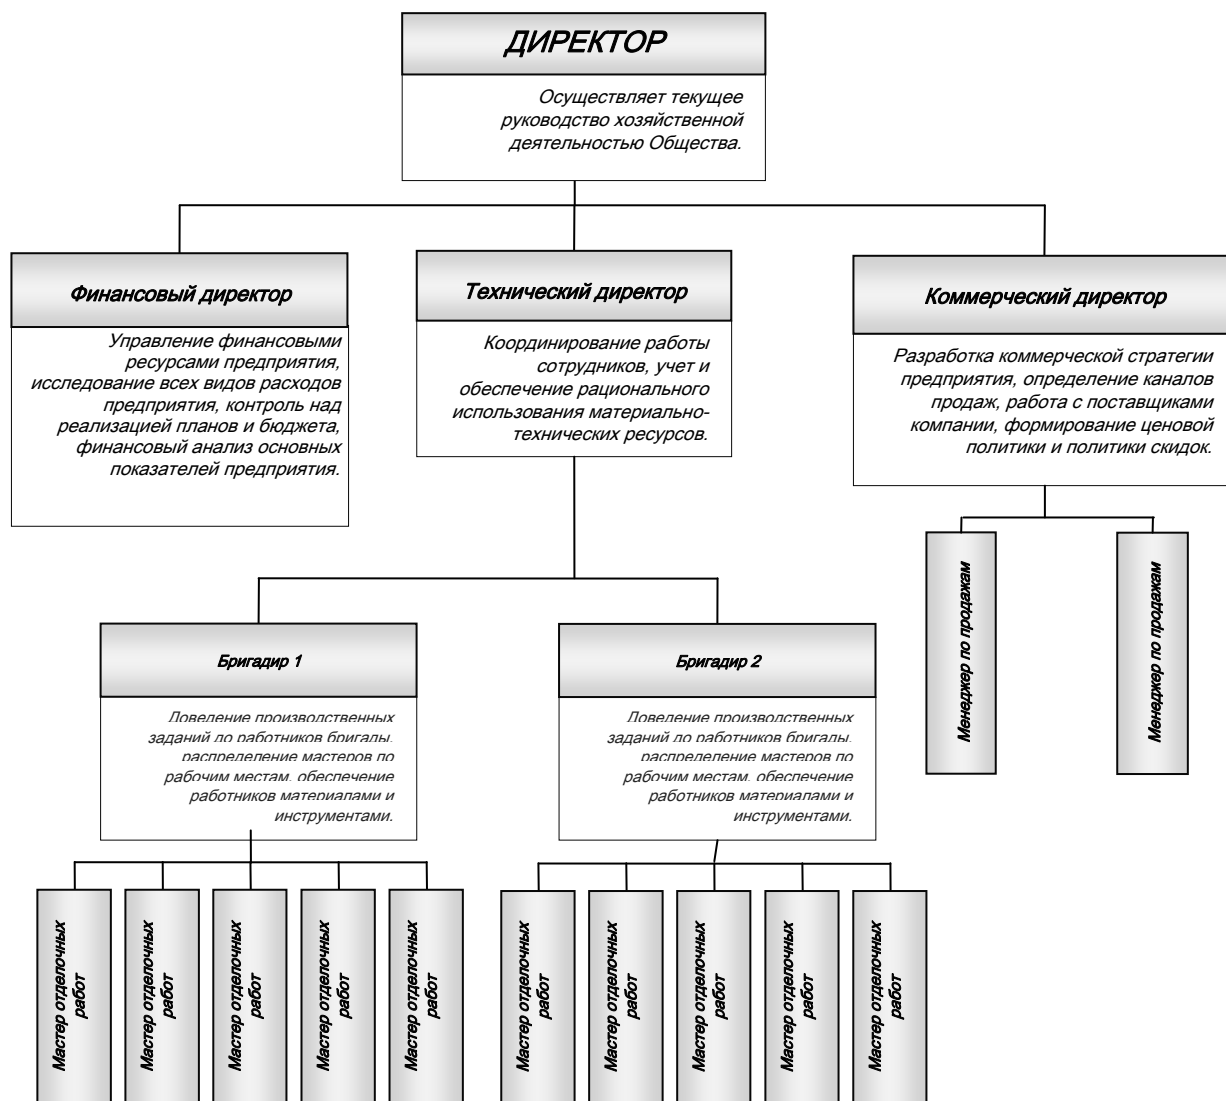 ДИРЕКТОР
Осуществляет текущее
руководство хозяйственной
деятельностью Общества.
Финансовый директор
Управление финансовыми
ресурсами предприятия,
исследование всех видов расходов
предприятия, контроль над
реализацией планов и бюджета,
финансовый анализ основных
показателей предприятия.
Технический директор
Координирование работы
сотрудников, учет и
обеспечение рационального
использования материально-
технических ресурсов.
Коммерческий директор
Разработка коммерческой стратегии
предприятия, определение каналов
продаж, работа с поставщиками
компании, формирование ценовой
политики и политики скидок.
Менеджер по продажам
Менеджер по продажам
Бригадир 1
Доведение производственных
заданий до работников бригады,
распределение мастеров по
рабочим местам, обеспечение
работников материалами и
инструментами.
Бригадир 2
Доведение производственных
заданий до работников бригады,
распределение мастеров по
рабочим местам, обеспечение
работников материалами и
инструментами.
Мастер отделочных
работ
Мастер отделочных
работ
Мастер отделочных
работ
Мастер отделочных
работ
Мастер отделочных
работ
Мастер отделочных
работ
Мастер отделочных
работ
Мастер отделочных
работ
Мастер отделочных
работ
Мастер отделочных
работ